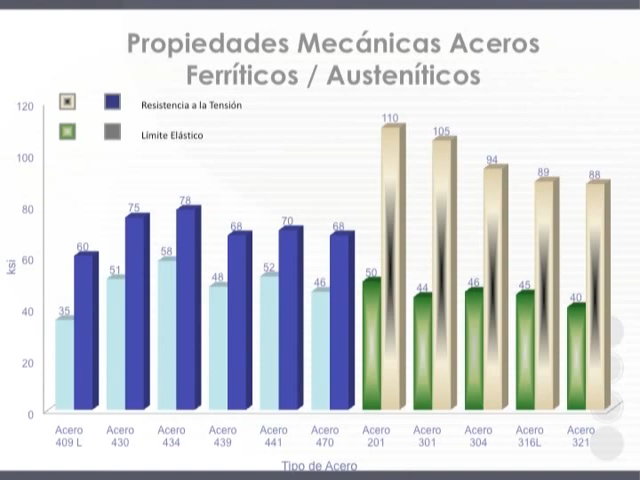 Propiedades Mecánicas Aceros
Ferríticos / Austeníticos
Resistencia a la Tensión
Límite Elástico
120
100
80
60
40
20
0
ksi
35 60
51 75
58 78
48 68
52 70
46 68
50 110
44 105
46 94
45 89
40 88
Acero Acero Acero Acero Acero Acero Acero Acero Acero Acero Acero
409 L 430 434 439 441 470 201 301 304 316L 321
Tipo de Acero